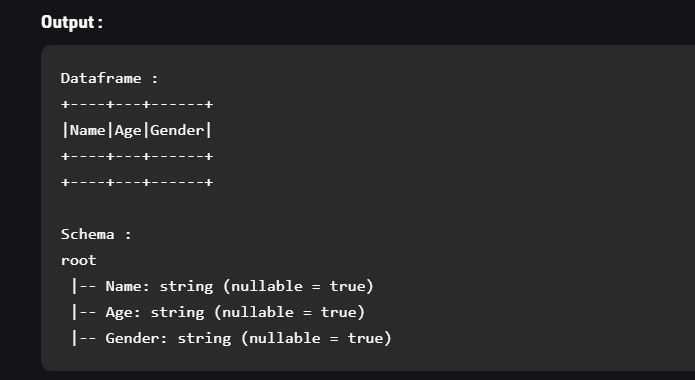 Output :
Dataframe :
+----+---+------+
|Name|Age|Gender|
+----+---+------+
+----+---+------+
Schema :
root
 |-- Name: string (nullable = true)
 |-- Age: string (nullable = true)
 |-- Gender: string (nullable = true)